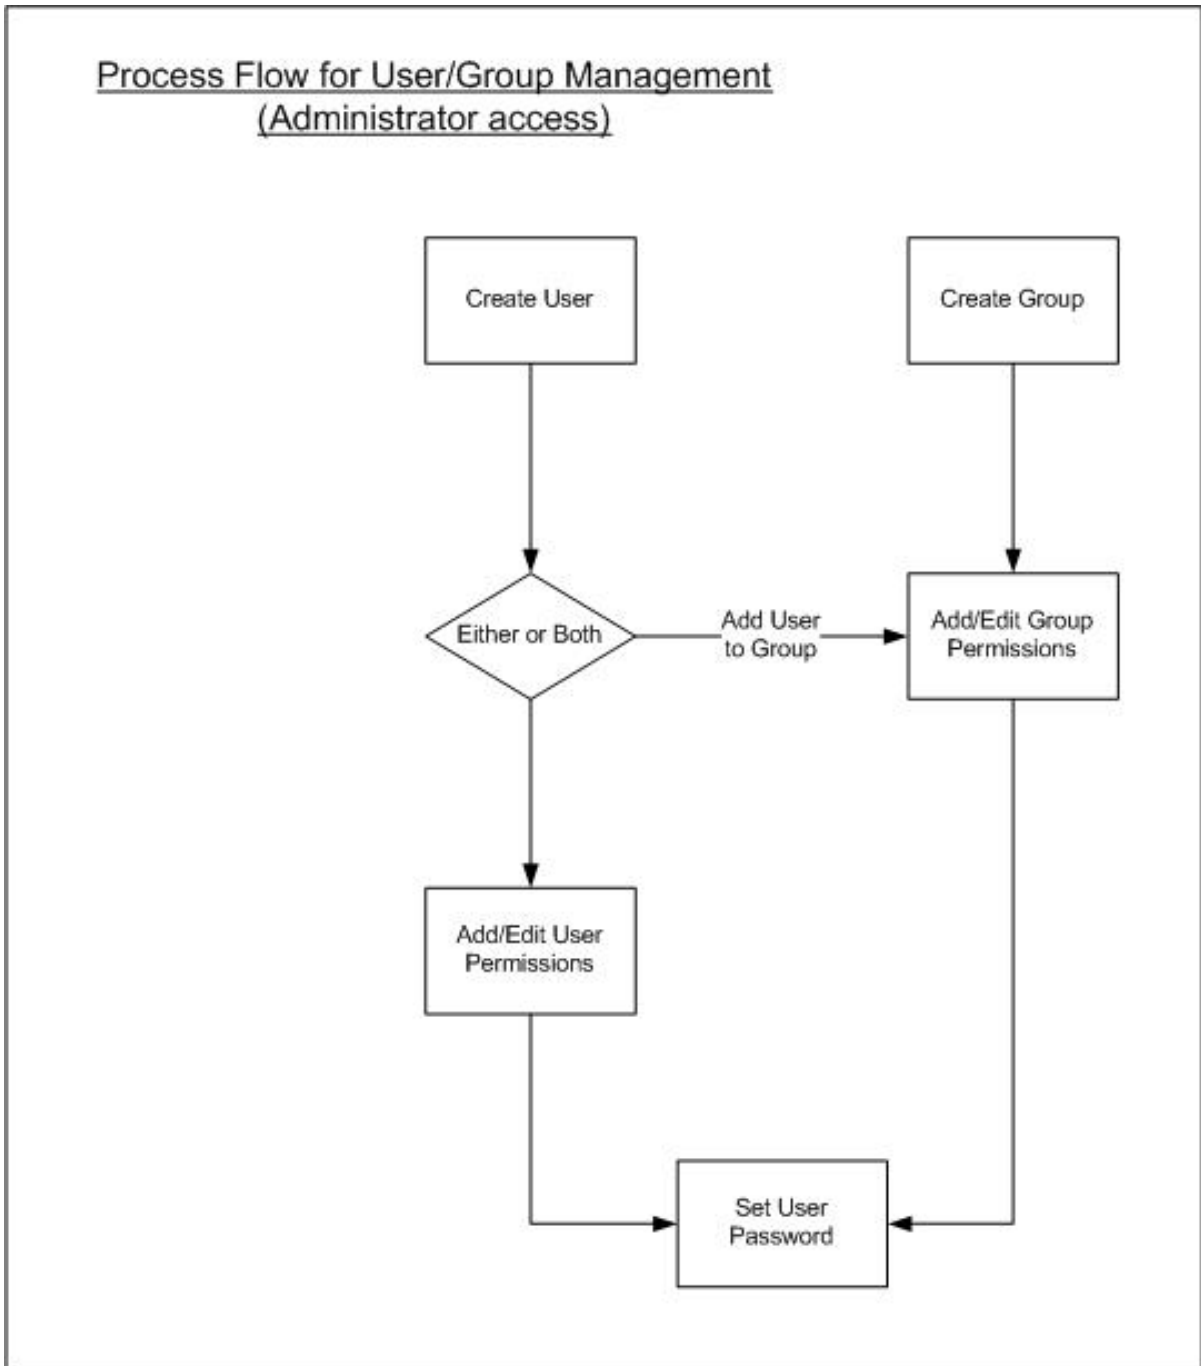 Process Flow for User/Group Management
(Administrator access)
Create User
Create Group
Either or Both
Add User
to Group
Add/Edit Group
Permissions
Add/Edit User
Permissions
Set User
Password